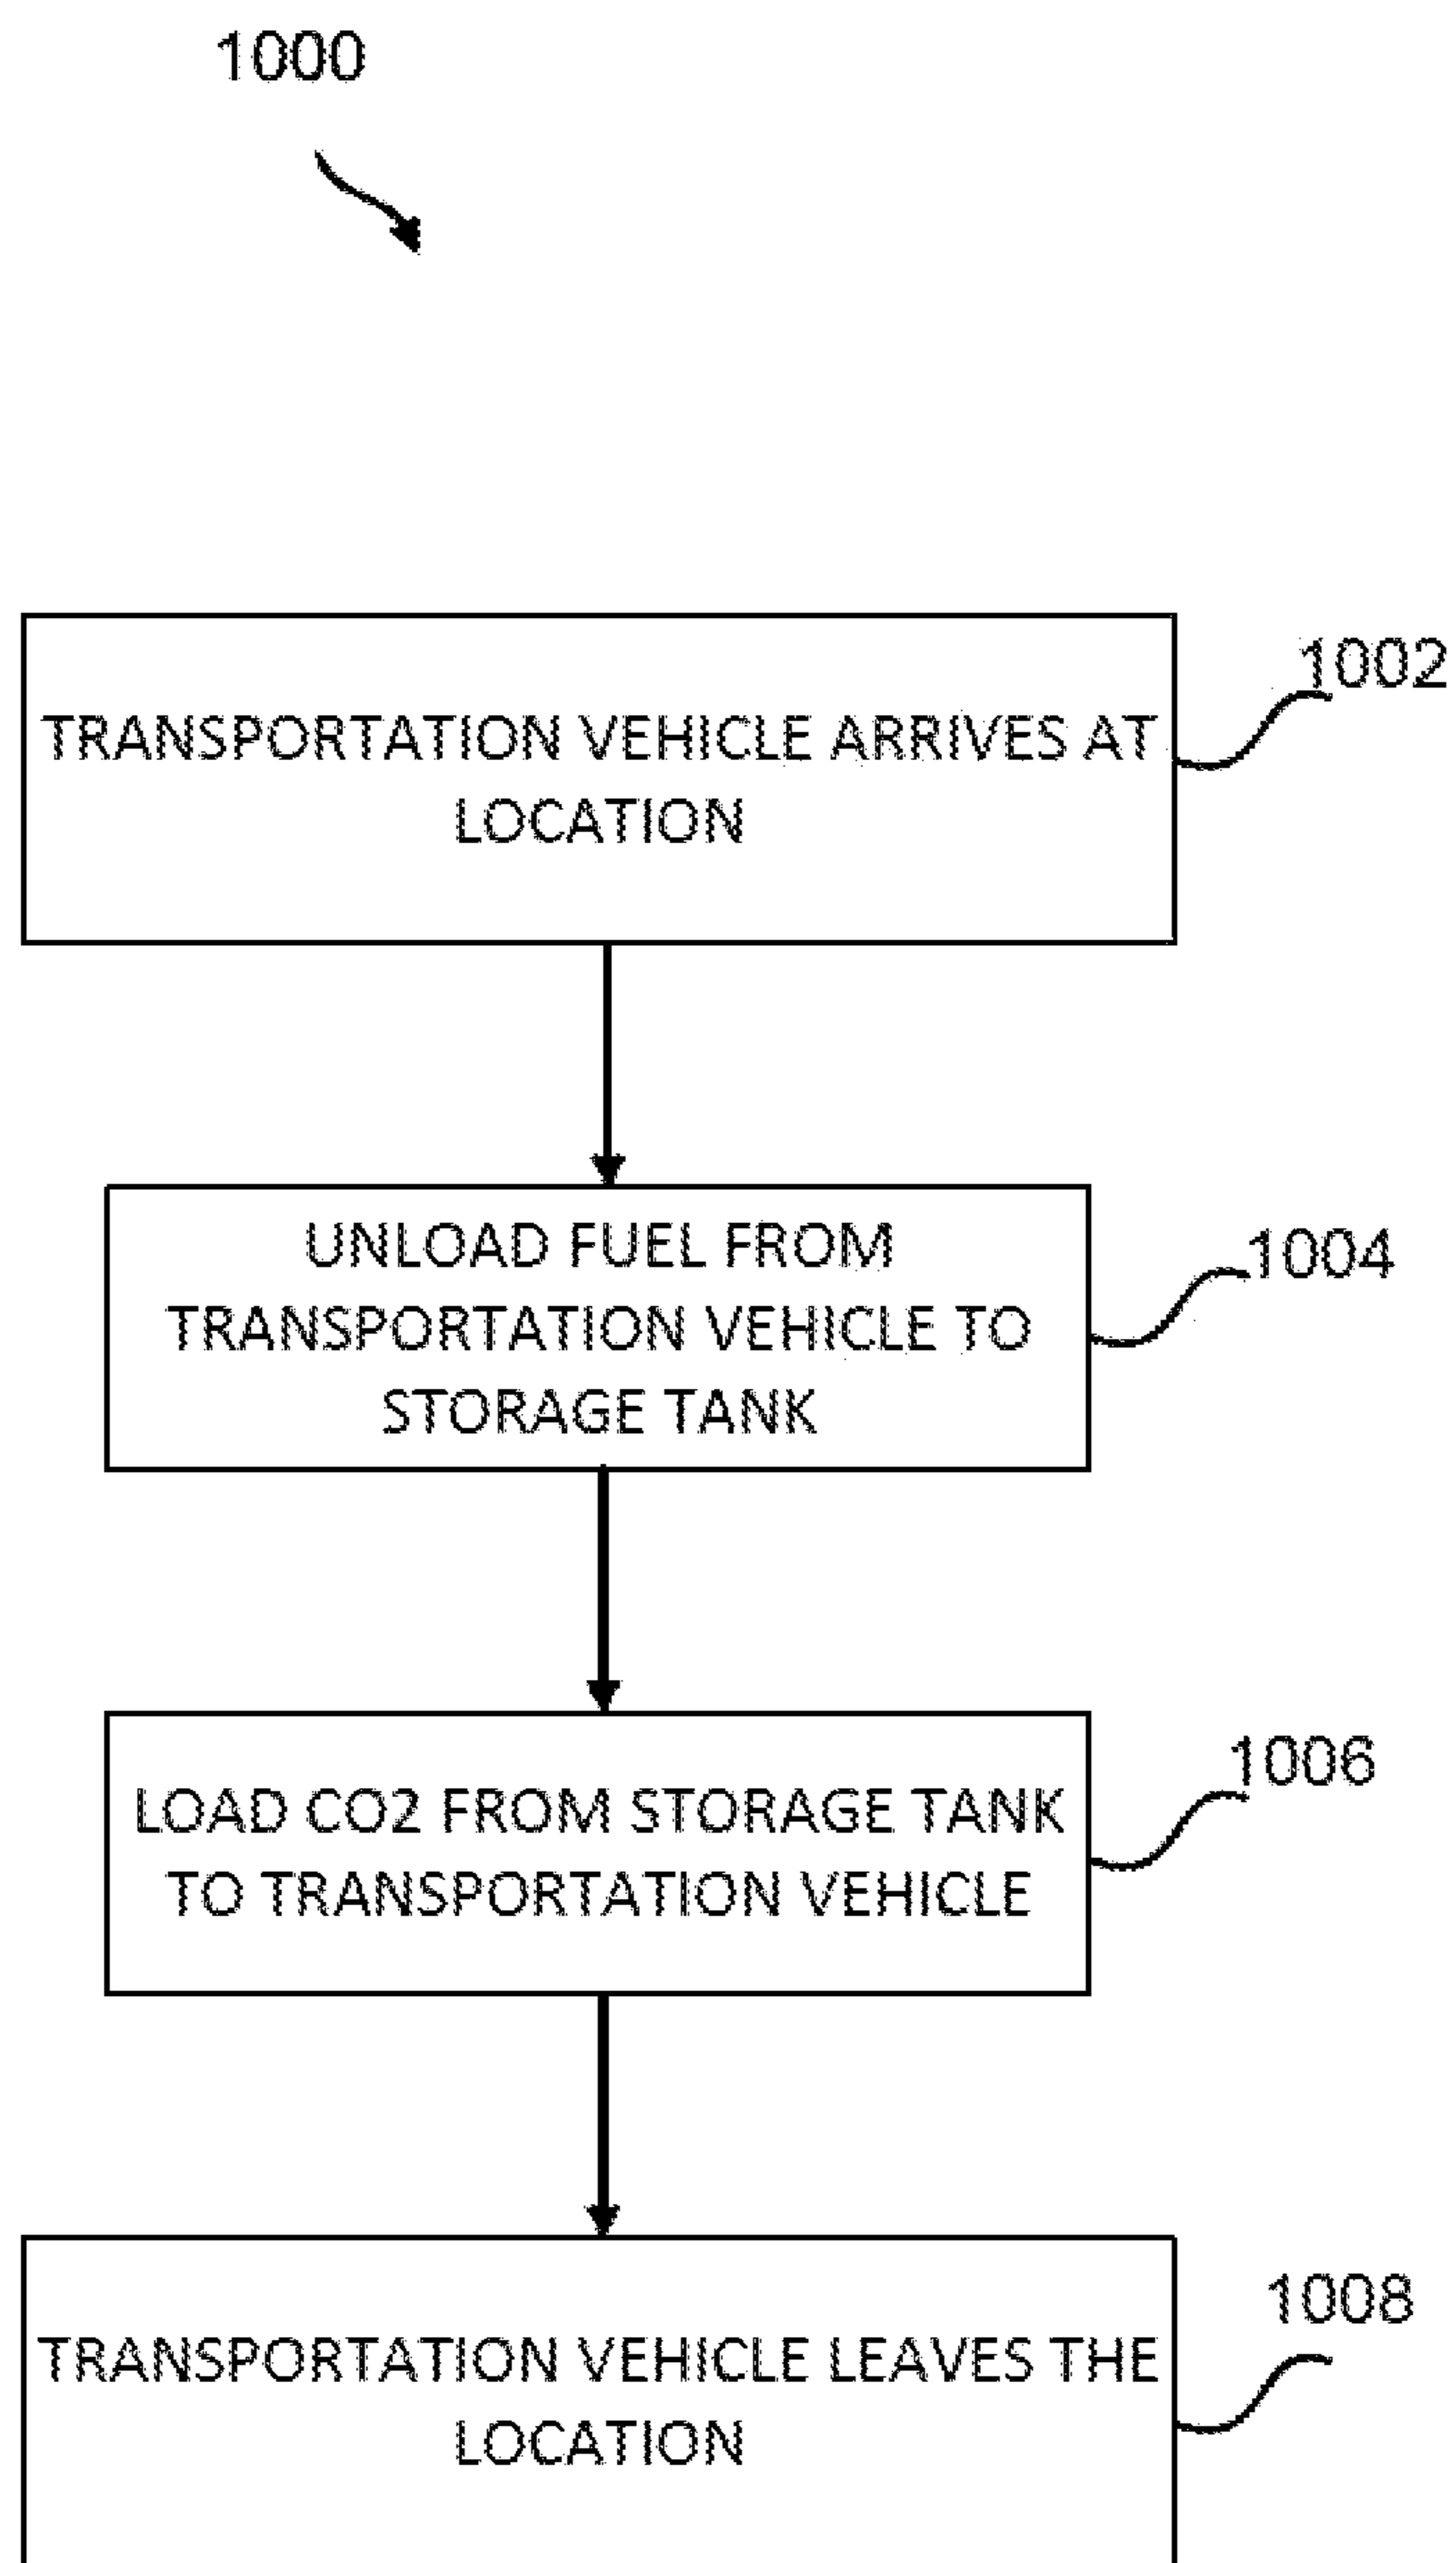 1000
TRANSPORTATION VEHICLE ARRIVES AT
LOCATION
1002
UNLOAD FUEL FROM
TRANSPORTATION VEHICLE TO
STORAGE TANK
1004
LOAD CO2 FROM STORAGE TANK
TO TRANSPORTATION VEHICLE
1006
TRANSPORTATION VEHICLE LEAVES THE
LOCATION
1008